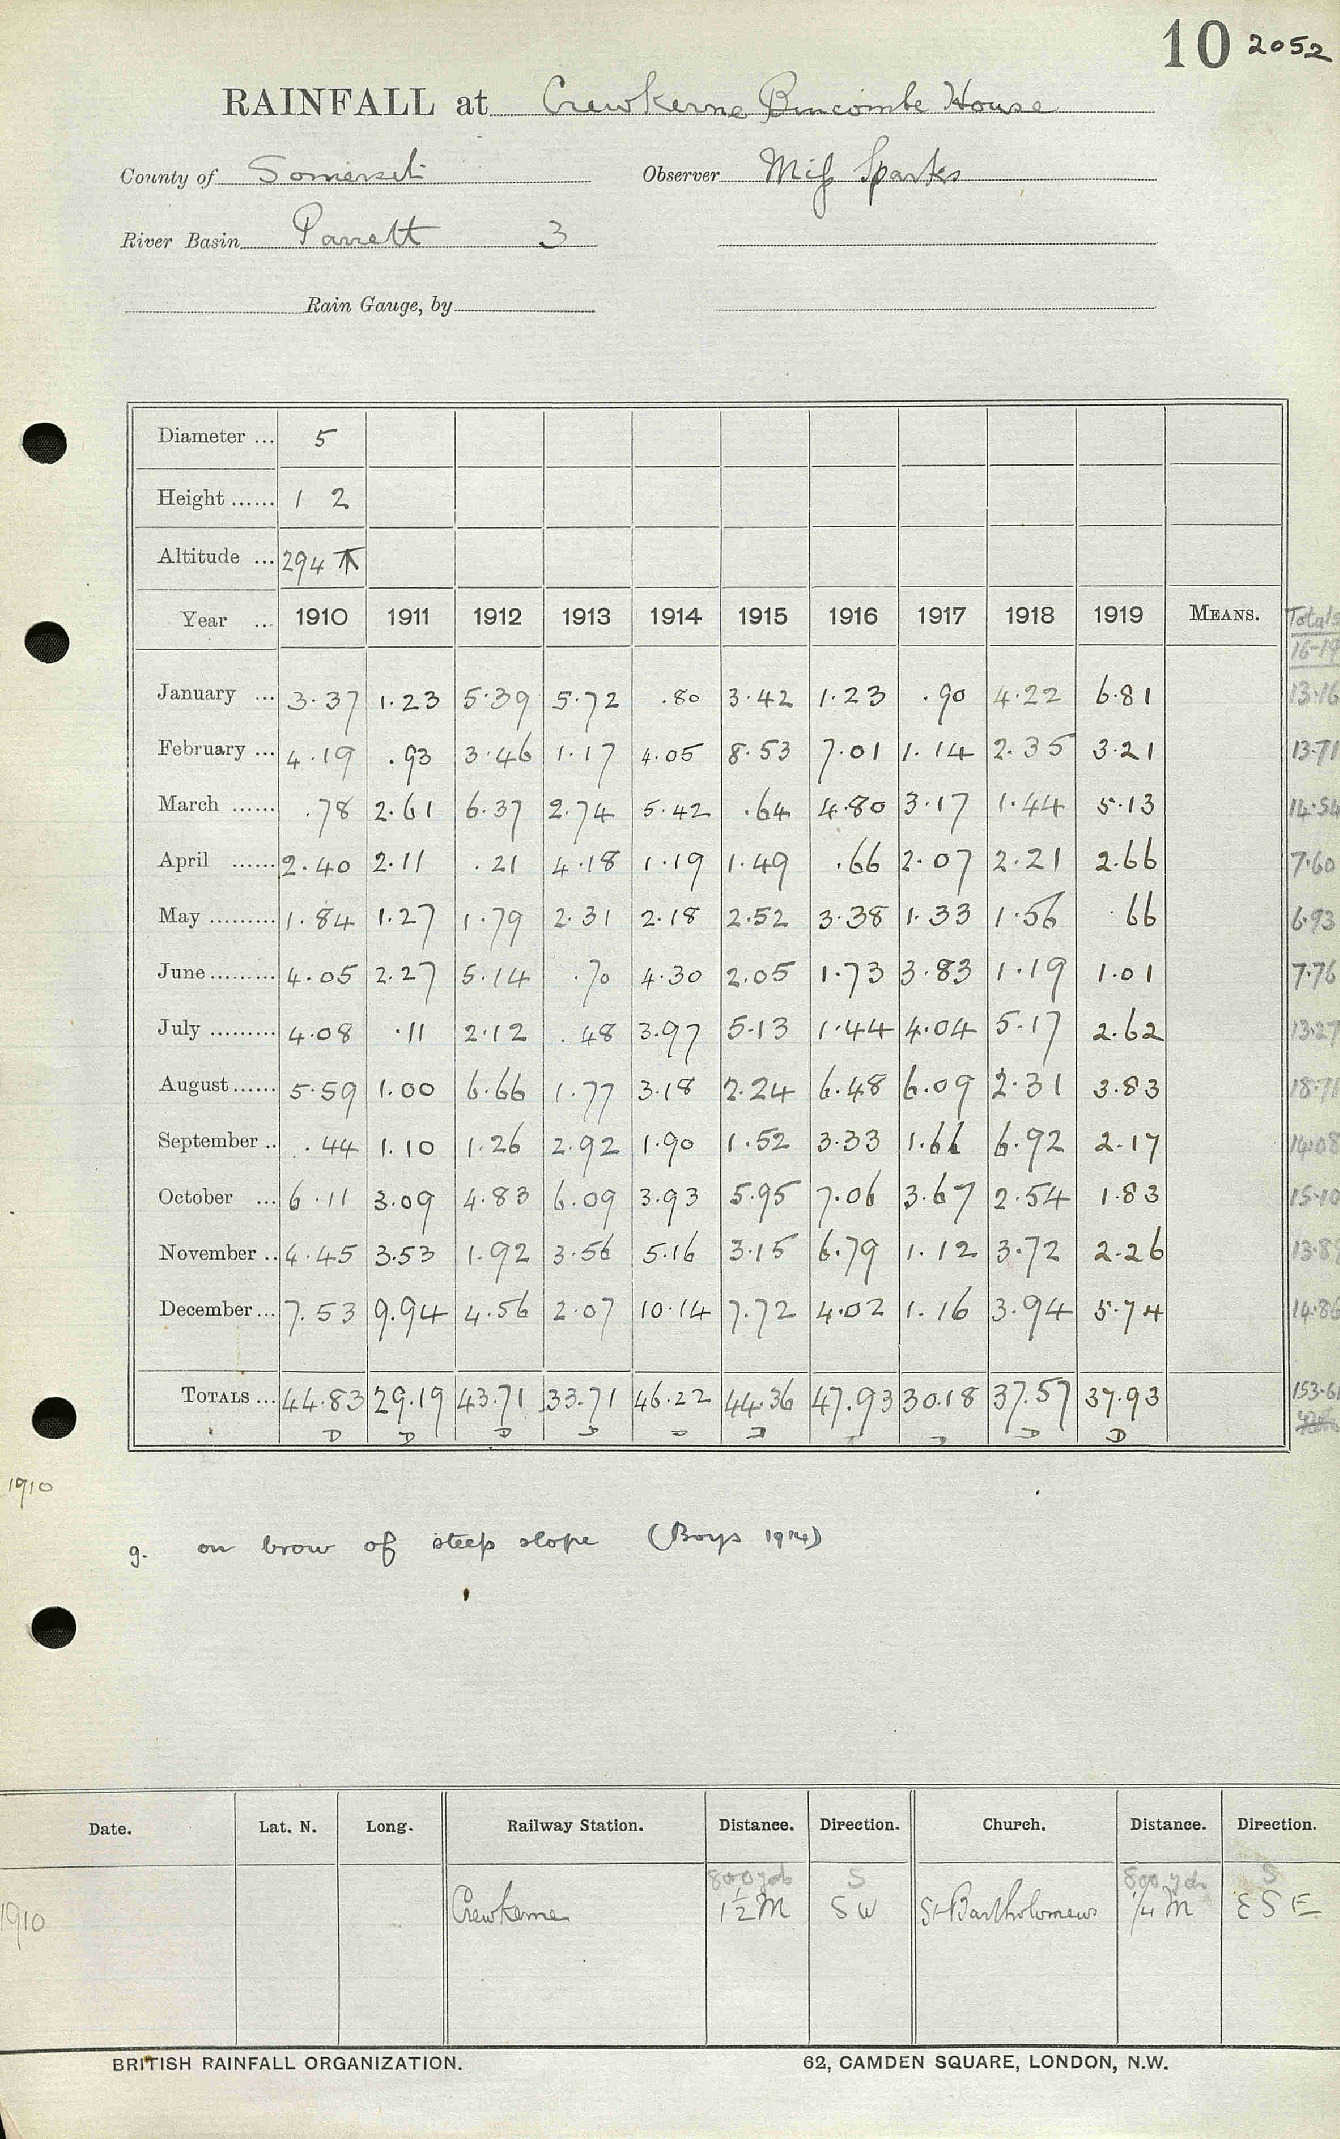 10 2052
RAINFALL at Crewkerne Bincombe House
County of Somerset Observer Miss Sparks
River Basin Parrett 3
Rain Gauge, by
Diameter ... 5
Height ...... 1 2
Altitude ... 294
Year ... 1910 1911 1912 1913 1914 1915 1916 1917 1918 1919 MEANS. Totals
16-19
January ... 3.37 1.23 5.39 5.72 .80 3.42 1.23 .90 4.22 6.81 13.16
February ... 4.19 .93 3.46 1.17 4.05 8.53 7.01 1.14 2.35 3.21 13.71
March ...... .78 2.61 6.37 2.74 5.42 .64 4.80 3.17 1.44 5.13 14.54
April ...... 2.40 2.11 .21 4.18 1.19 1.49 .66 2.07 2.21 2.66 7.60
May ......... 1.84 1.27 1.79 2.31 2.18 2.52 3.38 1.33 1.56 .66 6.93
June ......... 4.05 2.27 5.14 .70 4.30 2.05 1.73 3.83 1.19 1.01 7.76
July ......... 4.08 .11 2.12 .48 3.97 5.13 1.44 4.04 5.17 2.62 13.27
August ...... 5.59 1.00 6.66 1.77 3.18 2.24 6.48 6.09 2.31 3.83 18.71
September .. .44 1.10 1.26 2.92 1.90 1.52 3.33 1.66 6.92 2.17 14.08
October ... 6.11 3.09 4.83 6.09 3.93 5.95 7.06 3.67 2.54 1.83 15.10
November .. 4.45 3.53 1.92 3.56 5.16 3.15 6.79 1.12 3.72 2.26 13.89
December ... 7.53 9.94 4.56 2.07 10.14 7.72 4.02 1.16 3.94 5.74 14.86
TOTALS ... 44.83 29.19 43.71 33.71 46.22 44.36 47.93 30.18 37.57 37.93 153.61
D D D D D D D D D D
1910
g. on brow of steep slope (Boys 1914)
Date. Lat. N. Long. Railway Station. Distance. Direction. Church. Distance. Direction.
800 yds S 800 yds S
1910 Crewkerne 1½ M SW St Bartholomews ¼ M ESE
BRITISH RAINFALL ORGANIZATION. 62, CAMDEN SQUARE, LONDON, N.W.